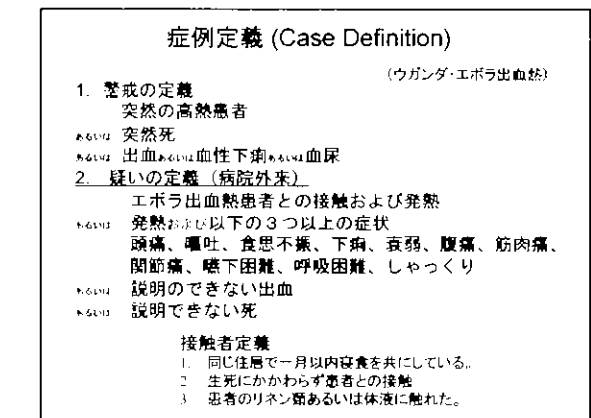 症例定義 (Case Definition)
(ウガンダ・エボラ出血熱)
1. 警戒の定義
突然の高熱患者
あるいは 突然死
あるいは 出血あるいは血性下痢あるいは血尿
2. 疑いの定義（病院外来）
エボラ出血熱患者との接触および発熱
あるいは 発熱および以下の3つ以上の症状
頭痛、嘔吐、食思不振、下痢、衰弱、腹痛、筋肉痛、
関節痛、嚥下困難、呼吸困難、しゃっくり
あるいは 説明のできない出血
あるいは 説明できない死
接触者定義
1. 同じ住居で一月以内寝食を共にしている。
2 生死にかかわらず患者との接触
3 患者のリネン類あるいは体液に触れた。